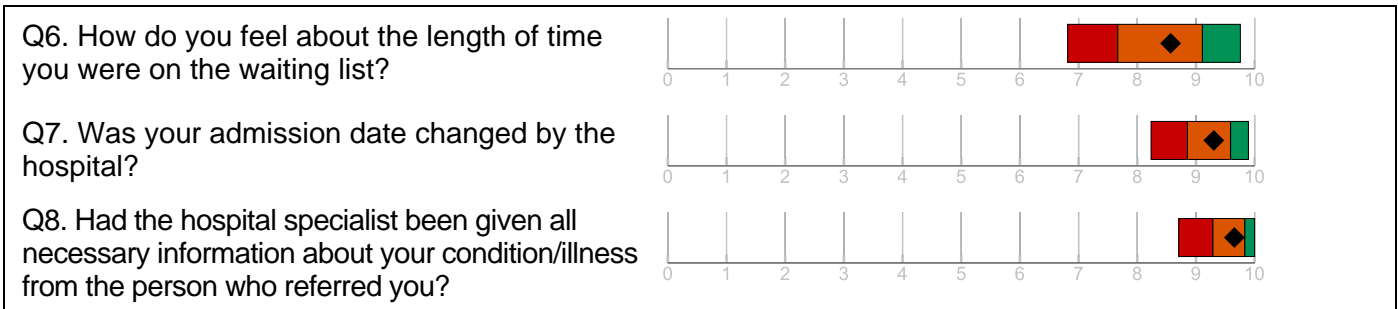 Q6. How do you feel about the length of time
you were on the waiting list?
0 1 2 3 4 5 6 7 8 9 10
Q7. Was your admission date changed by the
hospital?
0 1 2 3 4 5 6 7 8 9 10
Q8. Had the hospital specialist been given all
necessary information about your condition/illness
from the person who referred you?
0 1 2 3 4 5 6 7 8 9 10